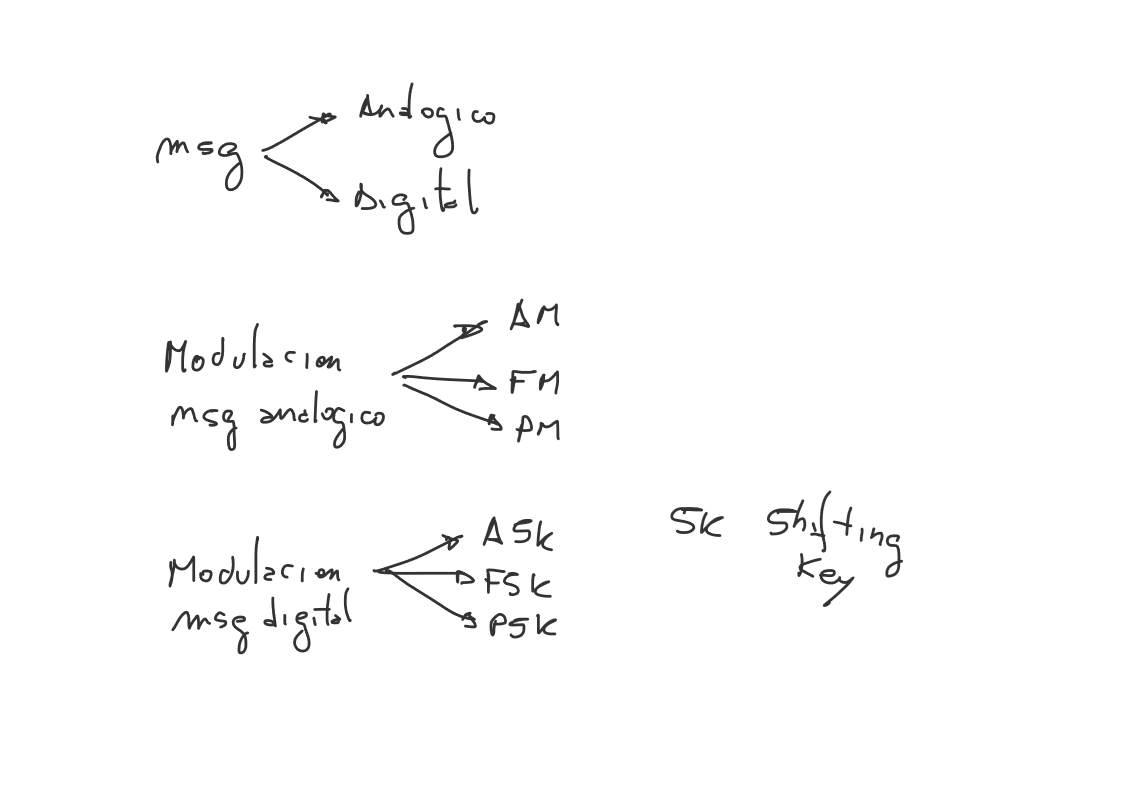 msg
Analogico
Digital
Modulacion
msg analogico
AM
FM
PM
Modulacion
msg digital
ASK
FSK
PSK
SK Shifting
Key